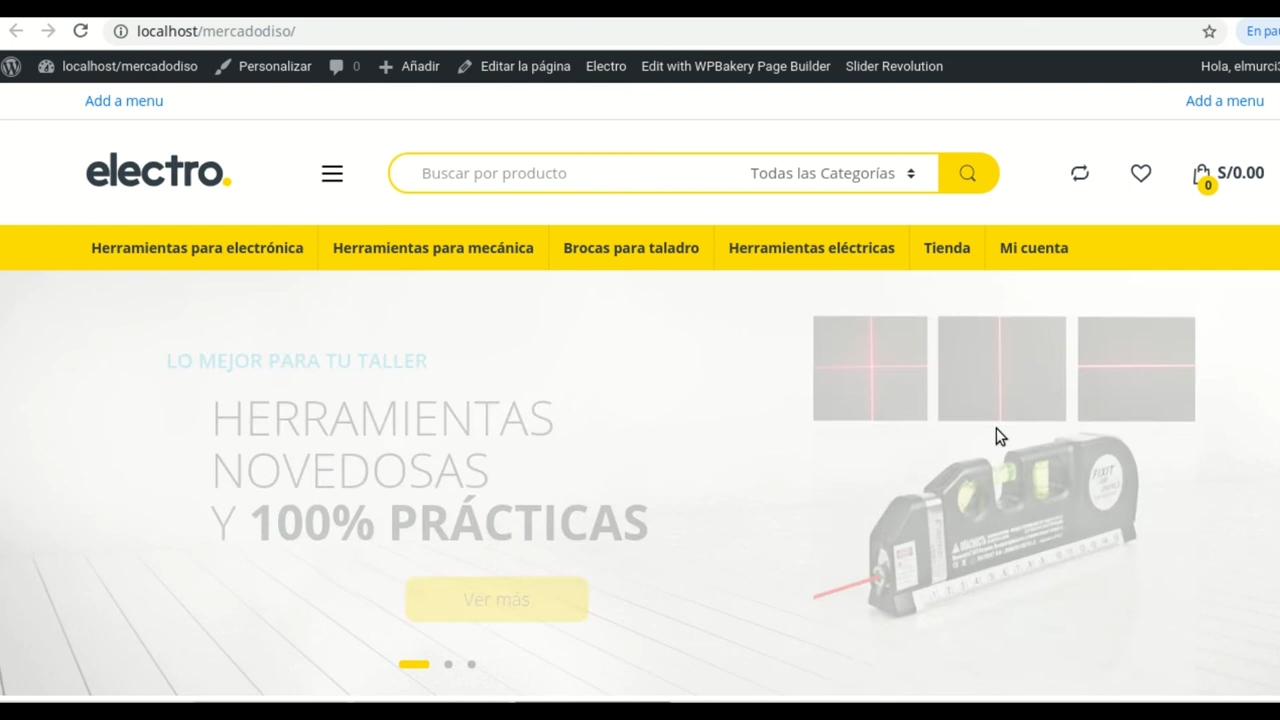 localhost/mercadodiso/
En pau
localhost/mercadodiso Personalizar 0 Añadir Editar la página Electro Edit with WPBakery Page Builder Slider Revolution Hola, elmurci
Add a menu Add a menu
electro. Buscar por producto Todas las Categorías S/0.00
0
Herramientas para electrónica Herramientas para mecánica Brocas para taladro Herramientas eléctricas Tienda Mi cuenta
LO MEJOR PARA TU TALLER
HERRAMIENTAS
NOVEDOSAS
Y 100% PRÁCTICAS
FIXIT
Ver más